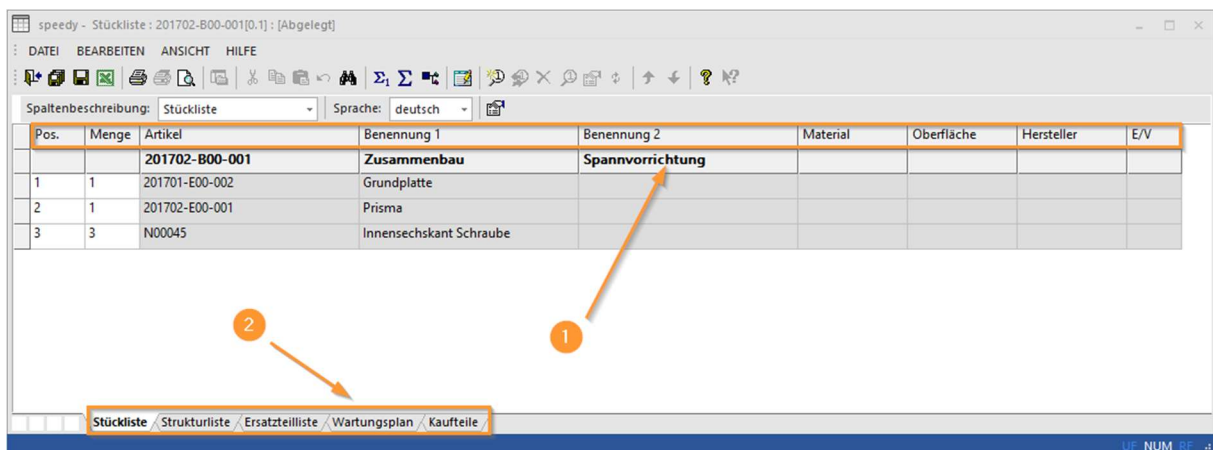 speedy - Stückliste : 201702-B00-001[0.1] : [Abgelegt]
DATEI BEARBEITEN ANSICHT HILFE
Σ1 Σ
Spaltenbeschreibung: Stückliste Sprache: deutsch
Pos. Menge Artikel Benennung 1 Benennung 2 Material Oberfläche Hersteller E/V
201702-B00-001 Zusammenbau Spannvorrichtung
1 1 201701-E00-002 Grundplatte
2 1 201702-E00-001 Prisma
3 3 N00045 Innensechskant Schraube
2
1
Stückliste Strukturliste Ersatzteilliste Wartungsplan Kaufteile
UF NUM RF